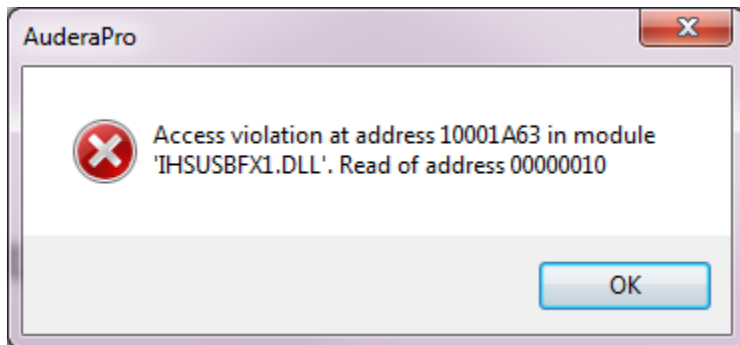 AuderaPro
Access violation at address 10001A63 in module
'IHSUSBFX1.DLL'. Read of address 00000010
OK